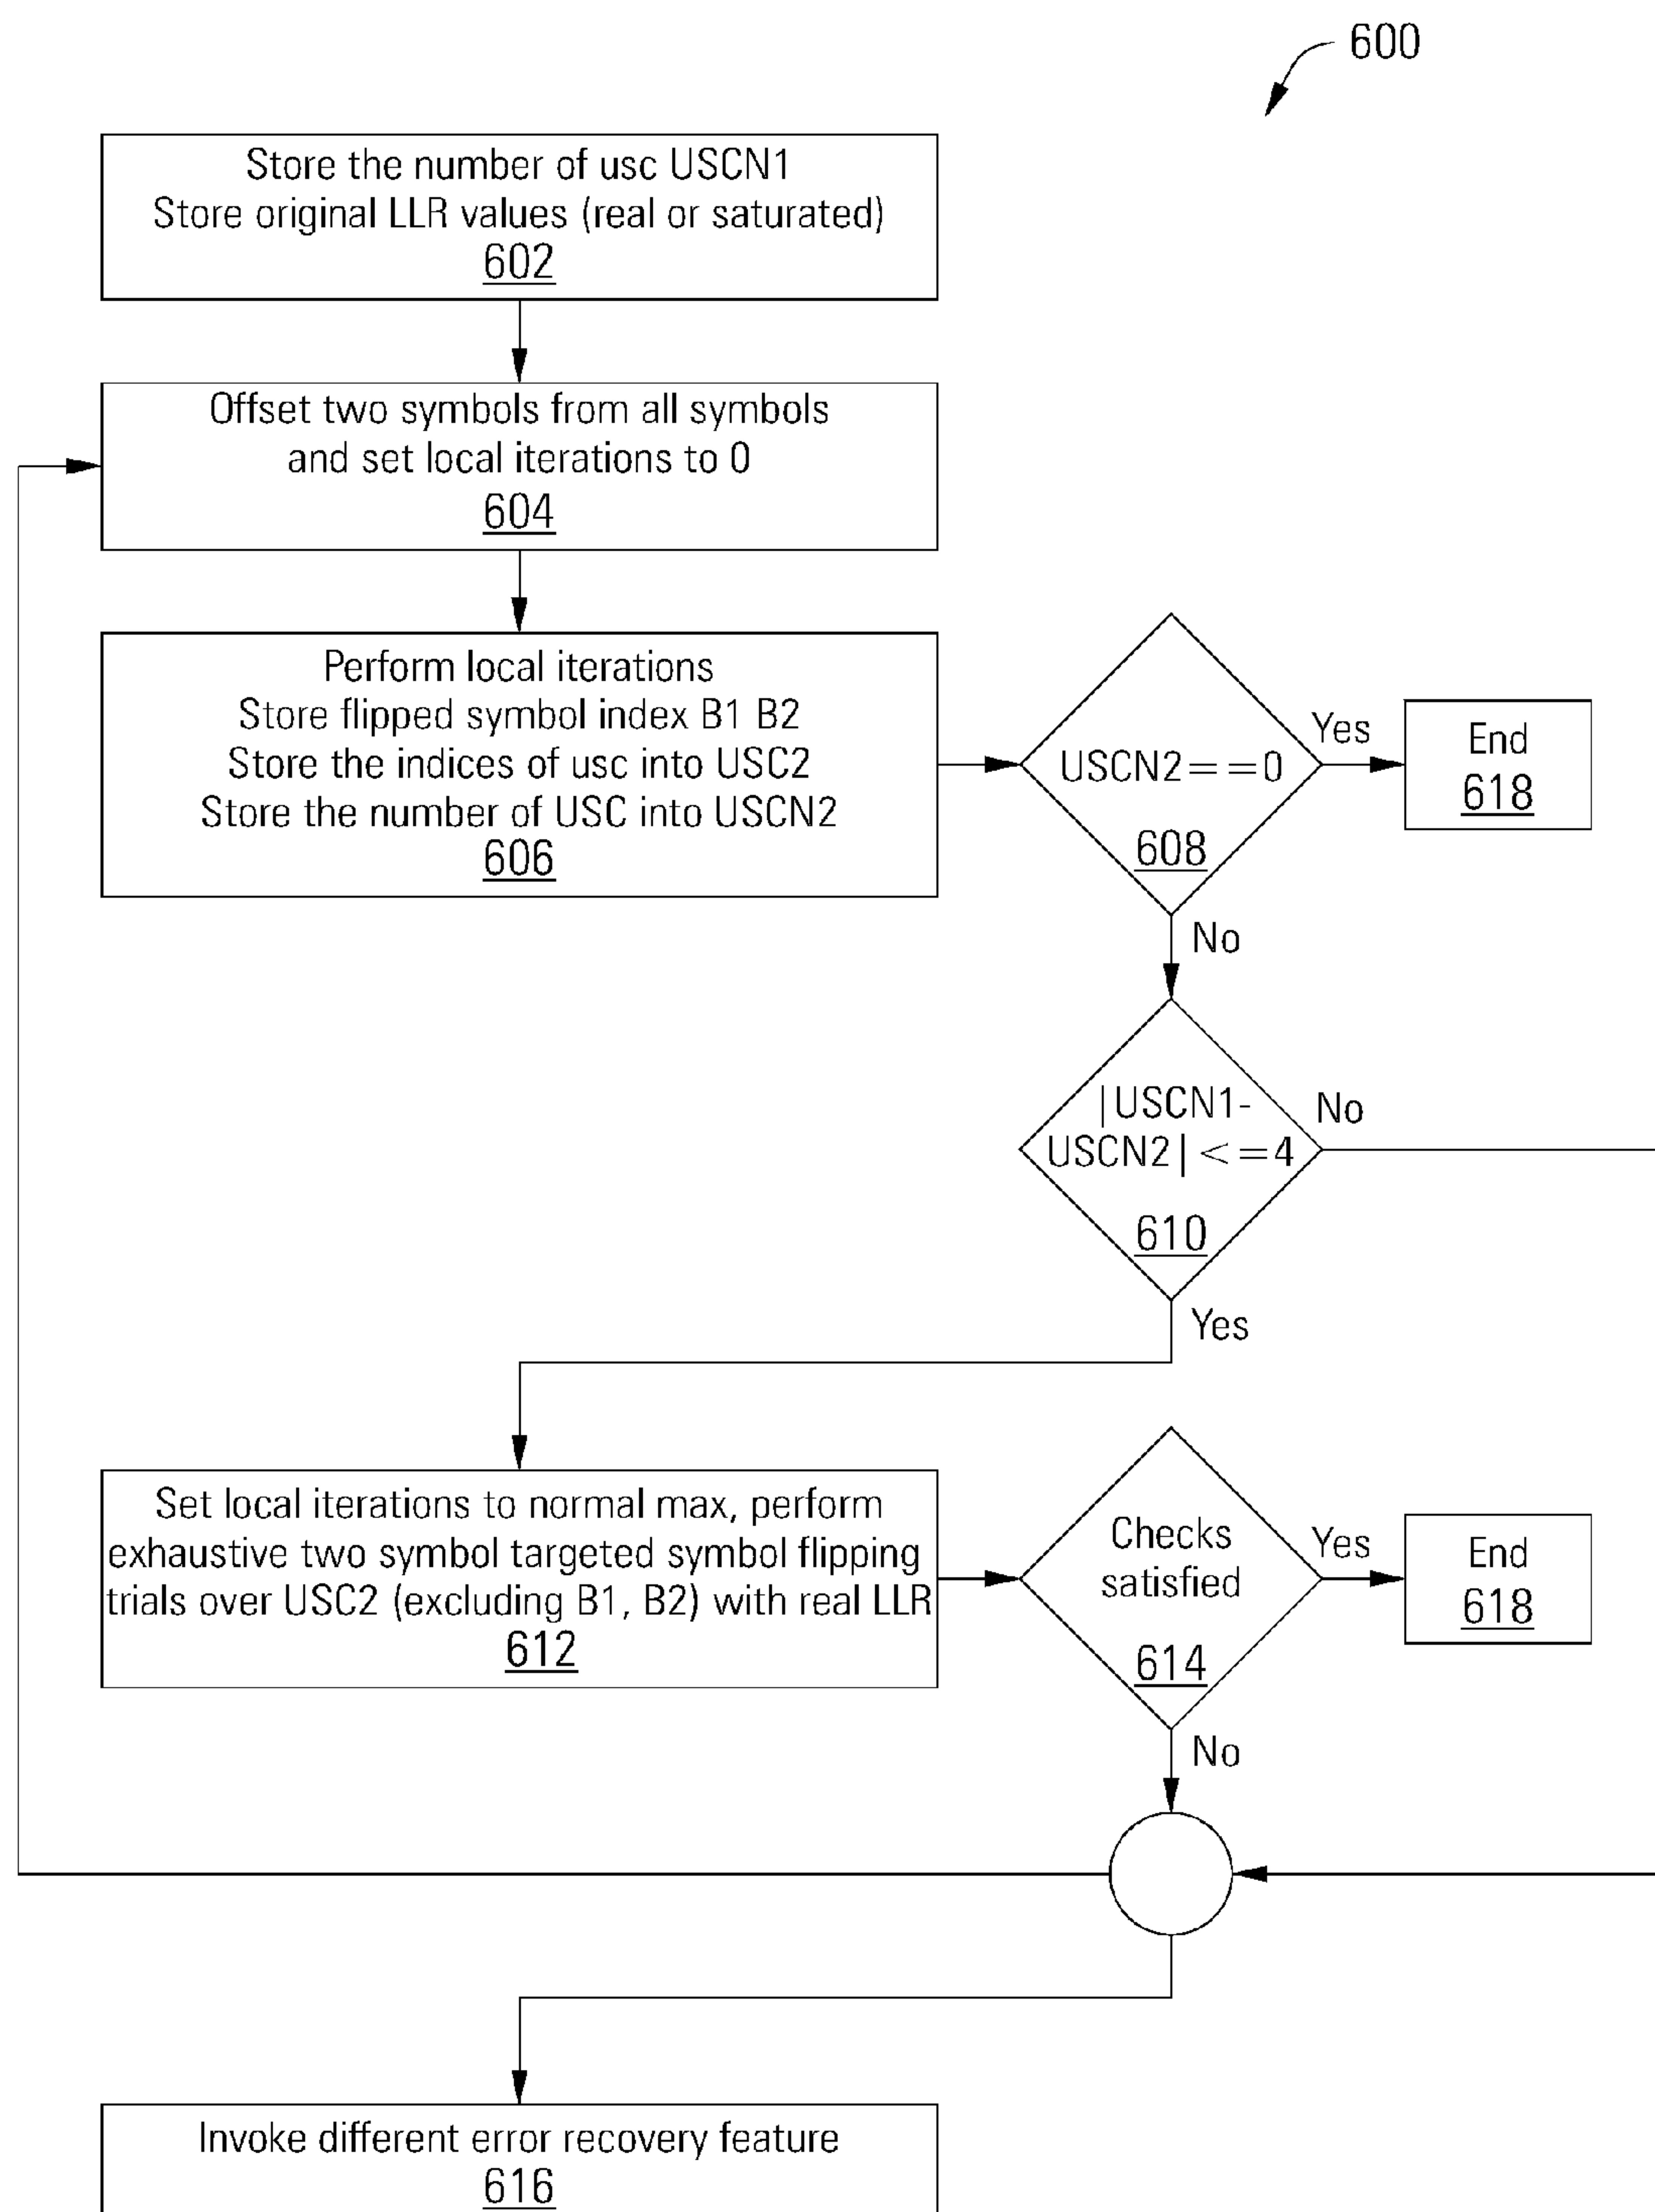 600
Store the number of usc USCN1
Store original LLR values (real or saturated)
602
Offset two symbols from all symbols
and set local iterations to 0
604
Perform local iterations
Store flipped symbol index B1 B2
Store the indices of usc into USC2
Store the number of USC into USCN2
606
USCN2==0
608
Yes
End
618
No
|USCN1-
USCN2|<=4
610
No
Yes
Set local iterations to normal max, perform
exhaustive two symbol targeted symbol flipping
trials over USC2 (excluding B1, B2) with real LLR
612
Checks
satisfied
614
Yes
End
618
No
Invoke different error recovery feature
616